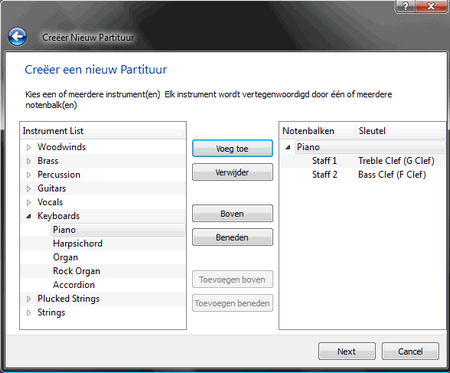 Creëer Nieuw Partituur
Creëer een nieuw Partituur
Kies een of meerdere instrument(en)  Elk instrument wordt vertegenwoordigd door één of meerdere
notenbalk(en)
Instrument List
Woodwinds
Brass
Percussion
Guitars
Vocals
Keyboards
Piano
Harpsichord
Organ
Rock Organ
Accordion
Plucked Strings
Strings
Voeg toe
Verwijder
Boven
Beneden
Toevoegen boven
Toevoegen beneden
Notenbalken Sleutel
Piano
Staff 1 Treble Clef (G Clef)
Staff 2 Bass Clef (F Clef)
Next Cancel